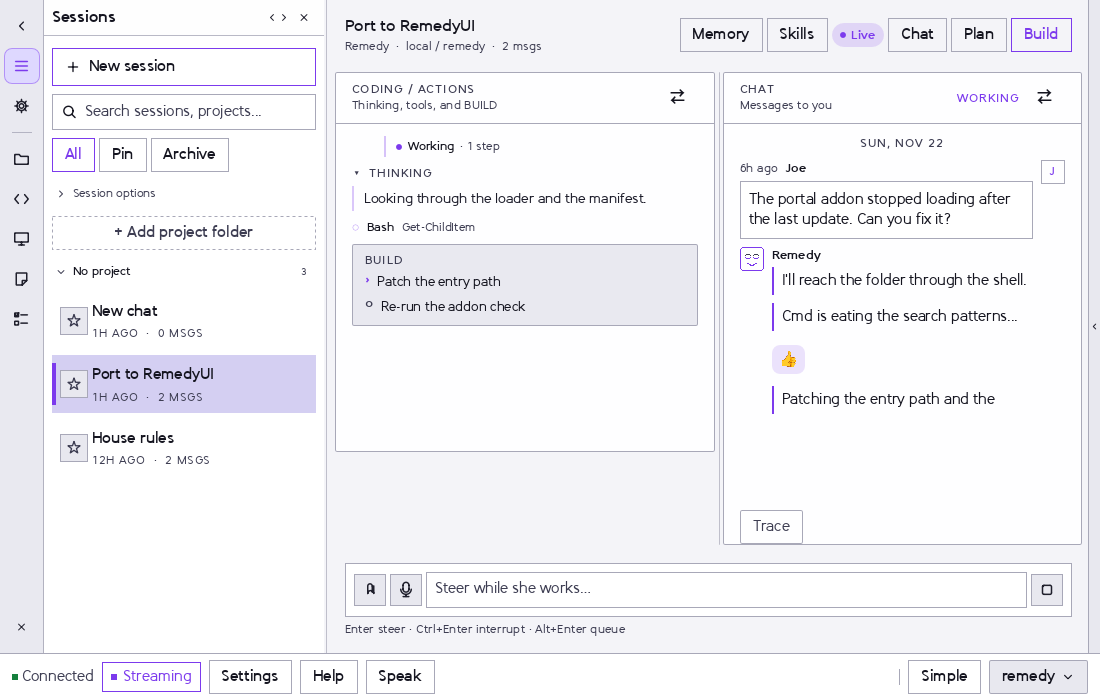 Sessions
New session
Search sessions, projects...
All
Pin
Archive
Session options
+ Add project folder
No project
3
New chat
1H AGO · 0 MSGS
Port to RemedyUI
1H AGO · 2 MSGS
House rules
12H AGO · 2 MSGS
Port to RemedyUI
Remedy · local / remedy · 2 msgs
Memory
Skills
Live
Chat
Plan
Build
CODING / ACTIONS
Thinking, tools, and BUILD
Working · 1 step
THINKING
Looking through the loader and the manifest.
Bash Get-ChildItem
BUILD
Patch the entry path
Re-run the addon check
CHAT
Messages to you
WORKING
SUN, NOV 22
6h ago Joe
J
The portal addon stopped loading after
the last update. Can you fix it?
Remedy
I'll reach the folder through the shell.
Cmd is eating the search patterns...
Patching the entry path and the
Trace
Steer while she works...
Enter steer · Ctrl+Enter interrupt · Alt+Enter queue
Connected
Streaming
Settings
Help
Speak
Simple
remedy